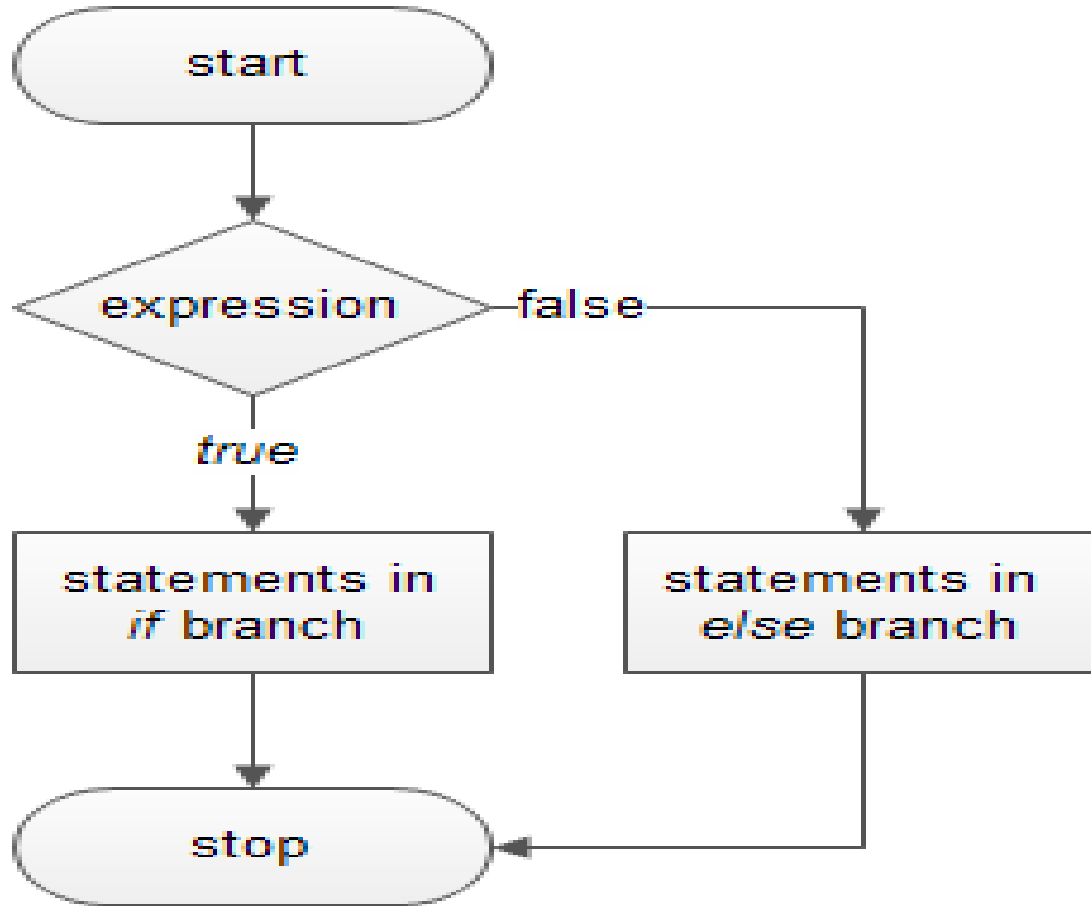 start
expression
false
true
statements in
if branch
statements in
else branch
stop